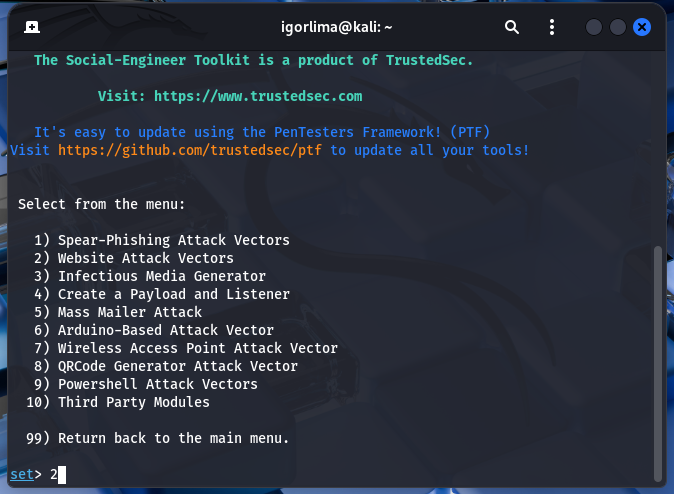 igorlima@kali: ~
The Social-Engineer Toolkit is a product of TrustedSec.
Visit: https://www.trustedsec.com
It's easy to update using the PenTesters Framework! (PTF)
Visit https://github.com/trustedsec/ptf to update all your tools!
Select from the menu:
1) Spear-Phishing Attack Vectors
2) Website Attack Vectors
3) Infectious Media Generator
4) Create a Payload and Listener
5) Mass Mailer Attack
6) Arduino-Based Attack Vector
7) Wireless Access Point Attack Vector
8) QRCode Generator Attack Vector
9) Powershell Attack Vectors
10) Third Party Modules
99) Return back to the main menu.
set> 2